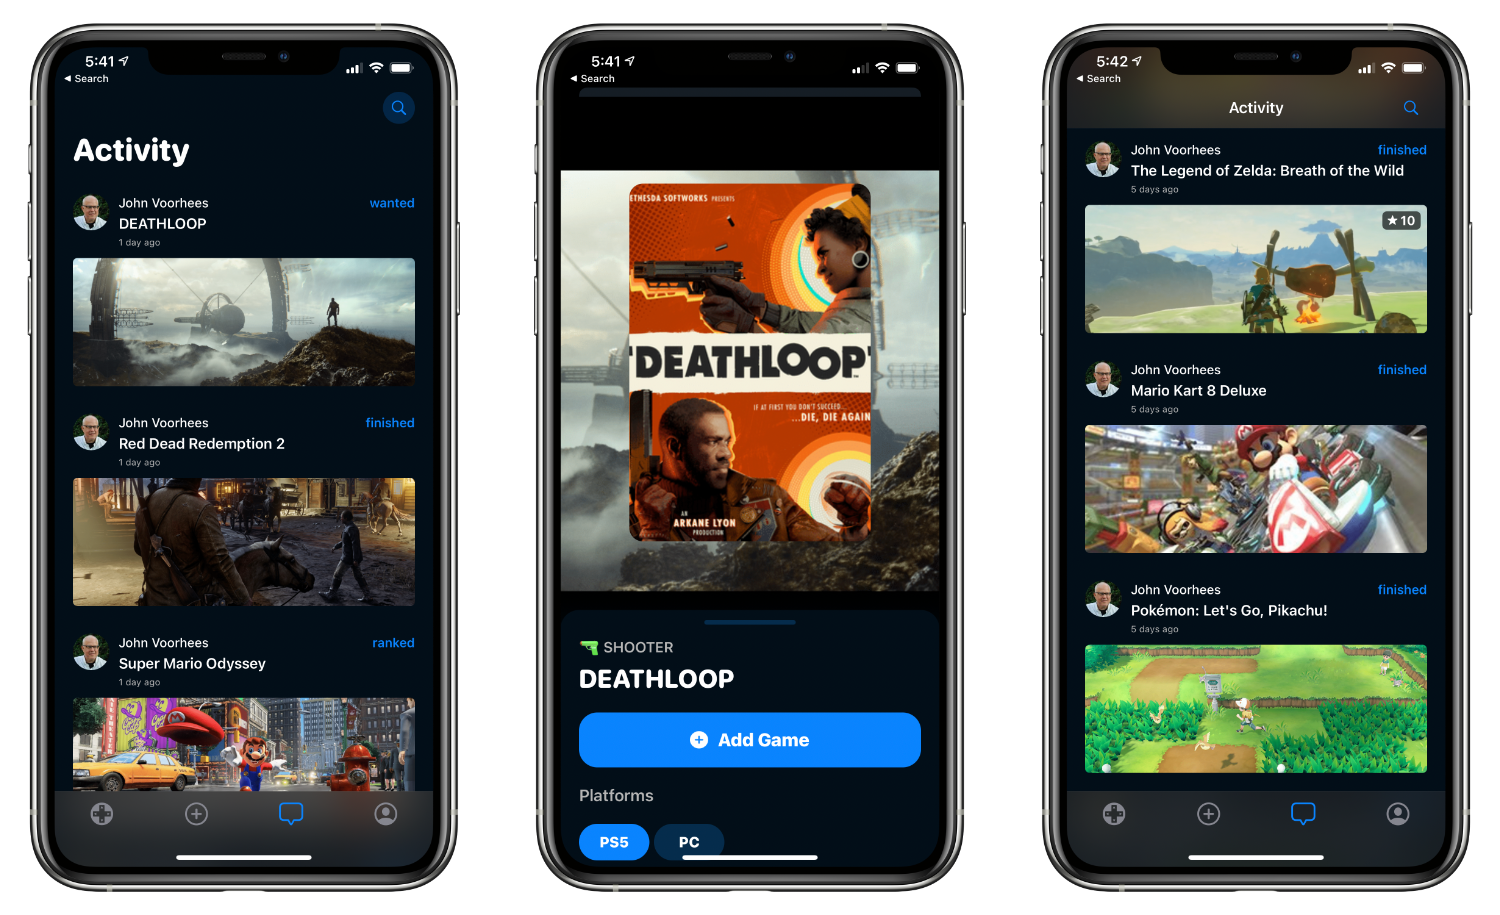 5:41
Search
Activity
John Voorhees
wanted
DEATHLOOP
1 day ago
John Voorhees
finished
Red Dead Redemption 2
1 day ago
John Voorhees
ranked
Super Mario Odyssey
1 day ago
5:41
Search
ETHESDA SOFTWORKS PRESENTS
'DEATHLOOP'
IF AT FIRST YOU DON'T SUCCEED...
...DIE, DIE AGAIN
AN
ARKANE LYON
PRODUCTION
SHOOTER
DEATHLOOP
Add Game
Platforms
PS5
PC
5:42
Search
Activity
John Voorhees
finished
The Legend of Zelda: Breath of the Wild
5 days ago
★ 10
John Voorhees
finished
Mario Kart 8 Deluxe
5 days ago
M
John Voorhees
finished
Pokémon: Let's Go, Pikachu!
5 days ago